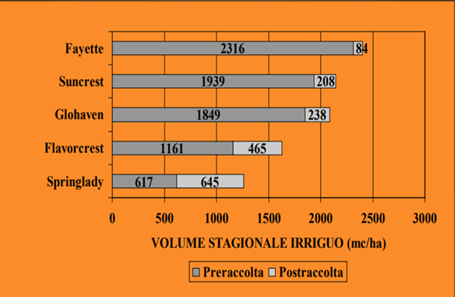 Fayette 2316 84
Suncrest 1939 208
Glohaven 1849 238
Flavorcrest 1161 465
Springlady 617 645
0 500 1000 1500 2000 2500 3000
VOLUME STAGIONALE IRRIGUO (mc/ha)
Preraccolta Postraccolta